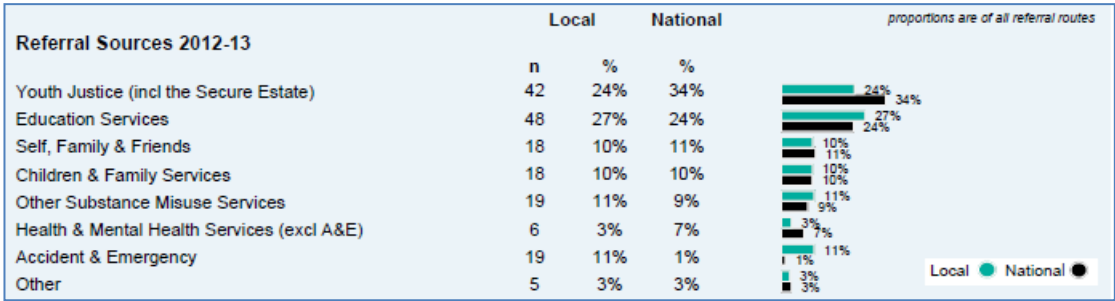 Local National proportions are of all referral routes
Referral Sources 2012-13
n % %
Youth Justice (incl the Secure Estate) 42 24% 34% 24%
34%
Education Services 48 27% 24% 27%
24%
Self, Family & Friends 18 10% 11% 10%
11%
Children & Family Services 18 10% 10% 10%
10%
Other Substance Misuse Services 19 11% 9% 11%
9%
Health & Mental Health Services (excl A&E) 6 3% 7% 3%
7%
Accident & Emergency 19 11% 1% 11%
1%
Local National
Other 5 3% 3% 3%
3%